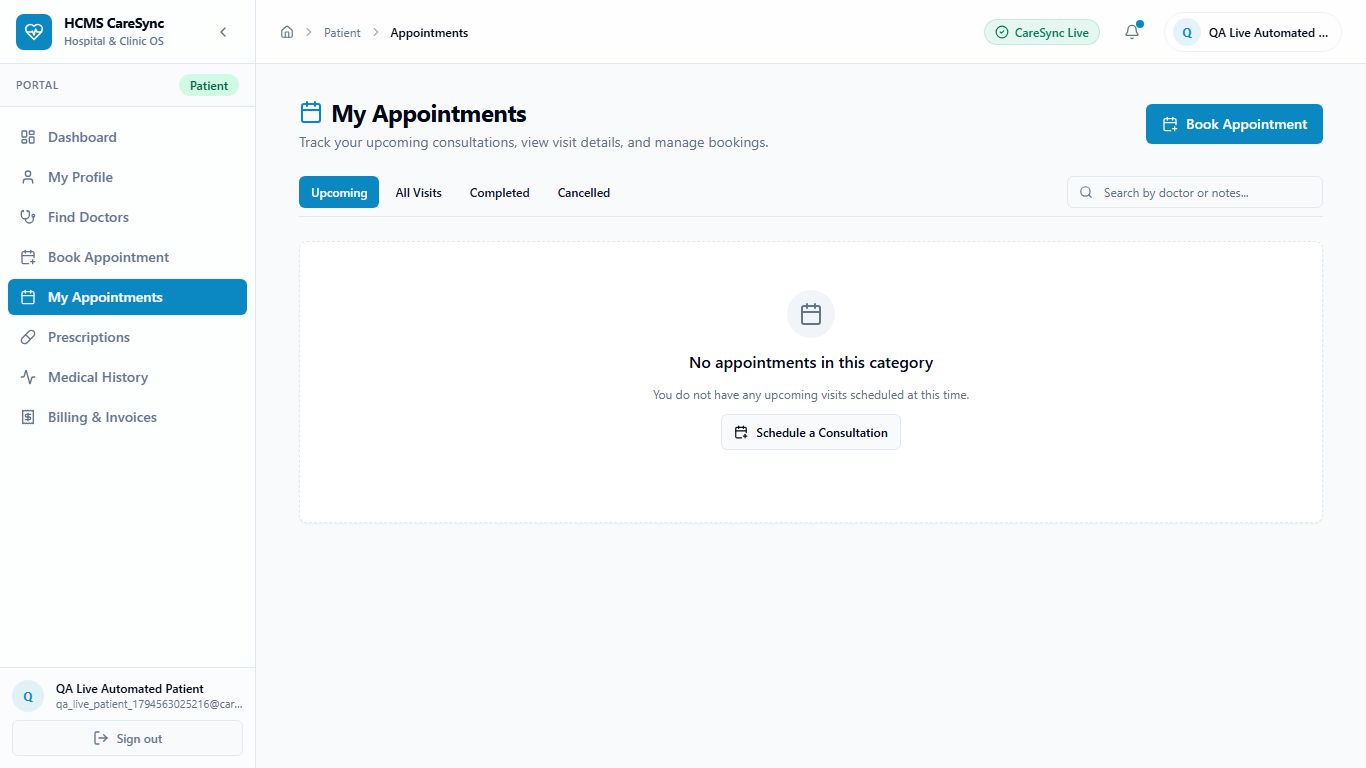 HCMS CareSync
Hospital & Clinic OS
PORTAL
Patient
Dashboard
My Profile
Find Doctors
Book Appointment
My Appointments
Prescriptions
Medical History
Billing & Invoices
Q
QA Live Automated Patient
qa_live_patient_1794563025216@car...
Sign out
Patient
Appointments
CareSync Live
Q
QA Live Automated ...
My Appointments
Track your upcoming consultations, view visit details, and manage bookings.
Book Appointment
Upcoming
All Visits
Completed
Cancelled
Search by doctor or notes...
No appointments in this category
You do not have any upcoming visits scheduled at this time.
Schedule a Consultation